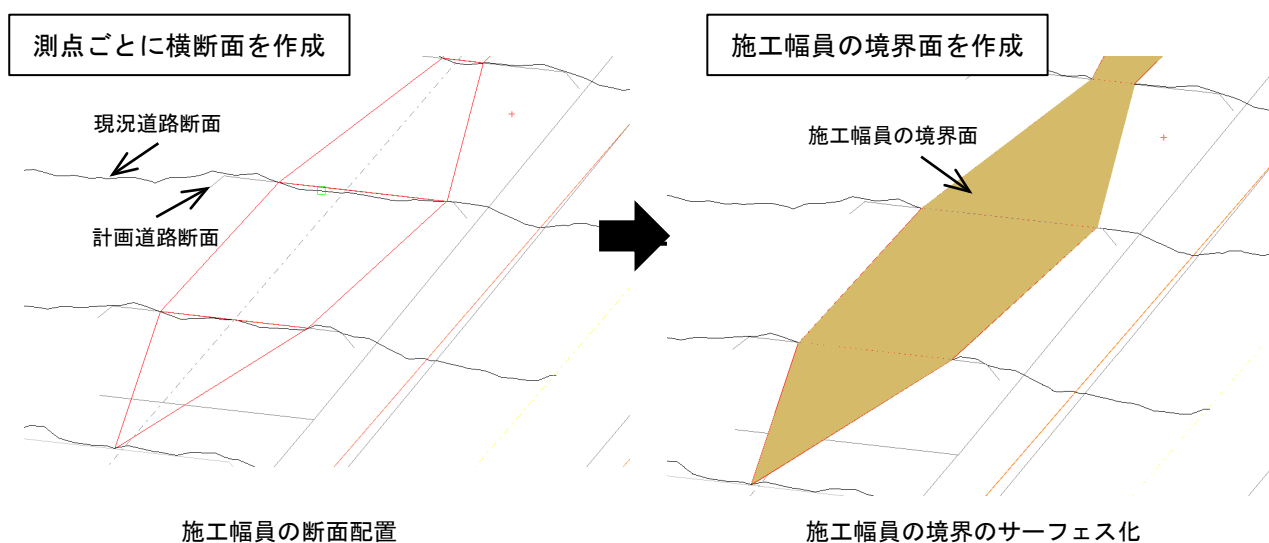 測点ごとに横断面を作成
施工幅員の境界面を作成
現況道路断面
計画道路断面
施工幅員の境界面
施工幅員の断面配置
施工幅員の境界のサーフェス化